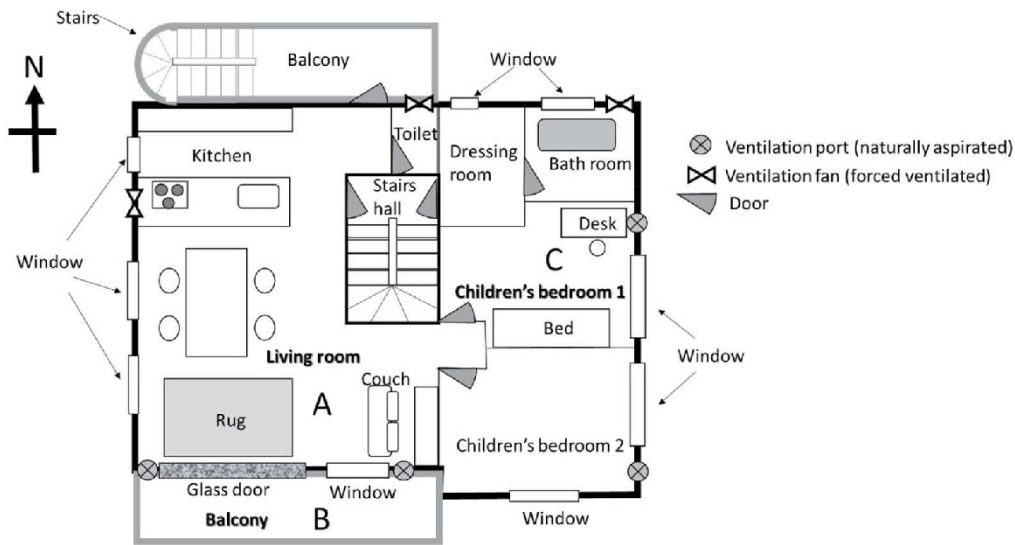 Stairs
N
Balcony
Window
Kitchen
Toilet
Dressing
room
Bath room
Stairs
hall
Desk
Ventilation port (naturally aspirated)
Ventilation fan (forced ventilated)
Door
Window
C
Children's bedroom 1
Bed
Living room
Window
Couch
A
Rug
Children's bedroom 2
Glass door
Window
Balcony
B
Window